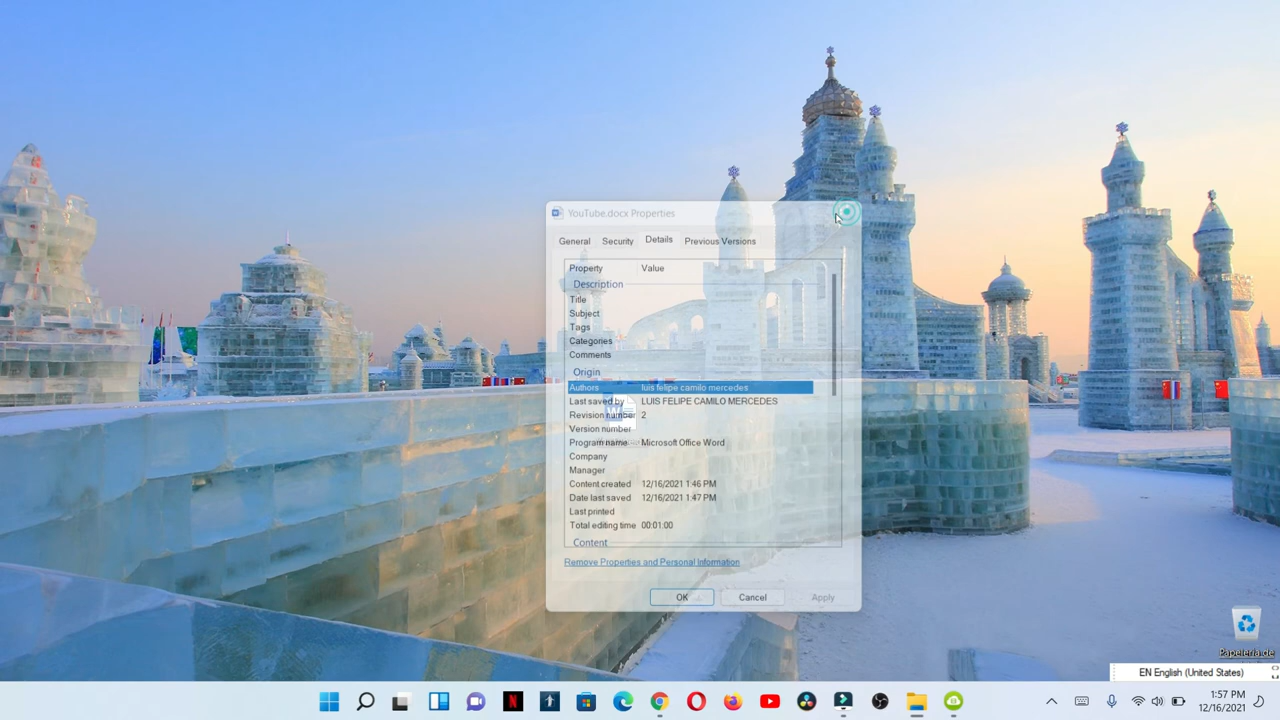 YouTube.docx Properties
General Security Details Previous Versions
Property Value
Description
Title
Subject
Tags
Categories
Comments
Origin
Authors luis felipe camilo mercedes
Last saved by LUIS FELIPE CAMILO MERCEDES
Revision number 2
Version number
Program name Microsoft Office Word
Company
Manager
Content created 12/16/2021 1:46 PM
Date last saved 12/16/2021 1:47 PM
Last printed
Total editing time 00:01:00
Content
Remove Properties and Personal Information
OK Cancel Apply
Papelería de
EN English (United States)
1:57 PM
12/16/2021